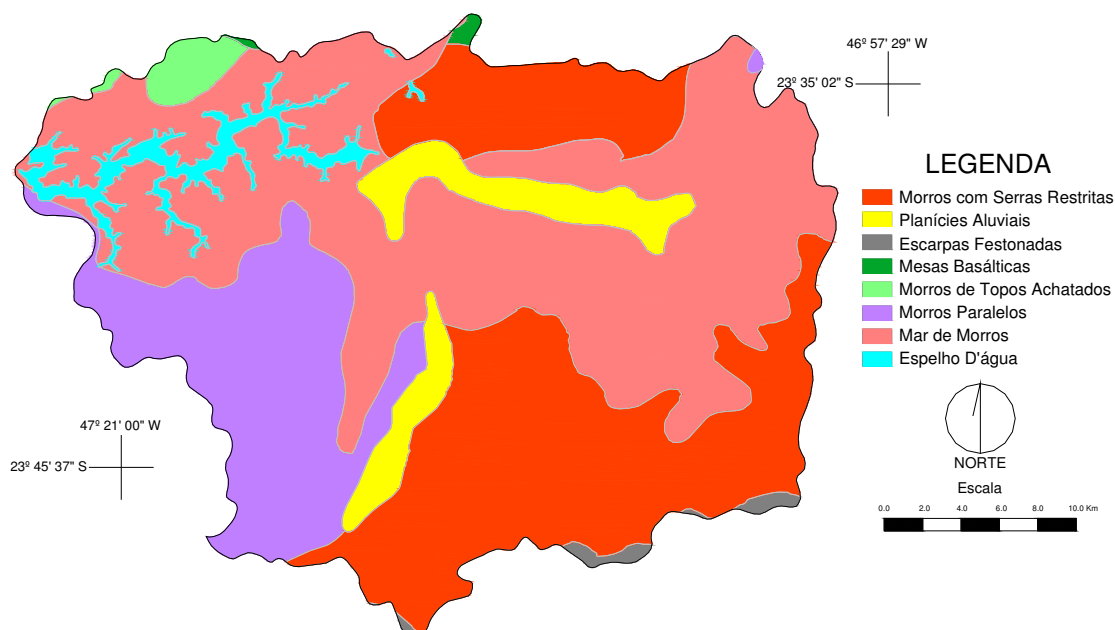 46º 57' 29" W
23º 35' 02" S
LEGENDA
Morros com Serras Restritas
Planícies Aluviais
Escarpas Festonadas
Mesas Basálticas
Morros de Topos Achatados
Morros Paralelos
Mar de Morros
Espelho D'água
47º 21' 00" W
23º 45' 37" S
NORTE
Escala
0.0 2.0 4.0 6.0 8.0 10.0 Km